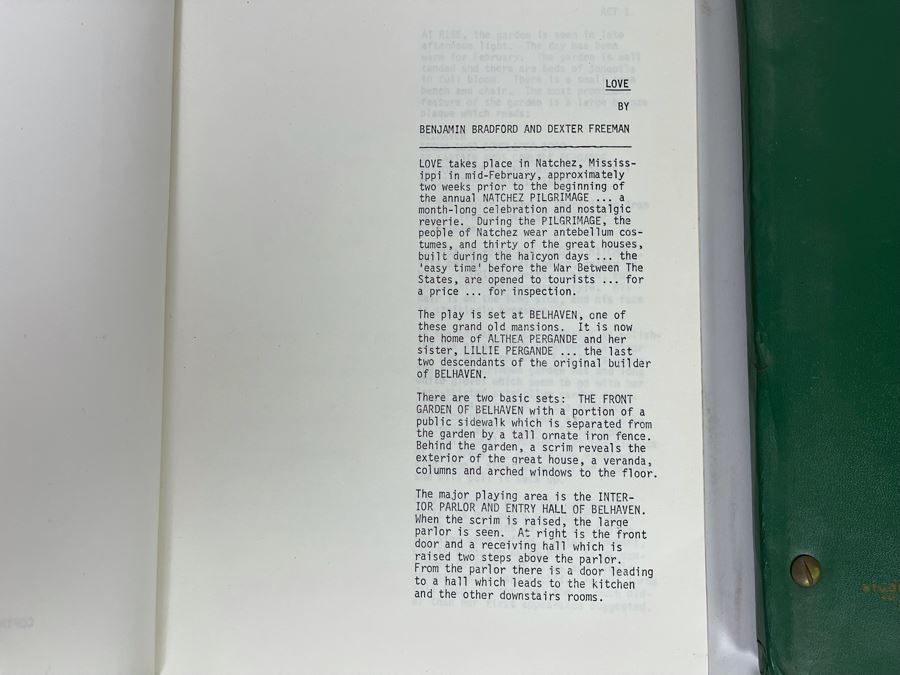 LOVE
BY
BENJAMIN BRADFORD AND DEXTER FREEMAN
LOVE takes place in Natchez, Mississ-
ippi in mid-February, approximately
two weeks prior to the beginning of
the annual NATCHEZ PILGRIMAGE ... a
month-long celebration and nostalgic
reverie. During the PILGRIMAGE, the
people of Natchez wear antebellum cos-
tumes, and thirty of the great houses,
built during the halcyon days ... the
'easy time' before the War Between The
States, are opened to tourists ... for
a price ... for inspection.
The play is set at BELHAVEN, one of
these grand old mansions. It is now
the home of ALTHEA PERGANDE and her
sister, LILLIE PERGANDE ... the last
two descendants of the original builder
of BELHAVEN.
There are two basic sets: THE FRONT
GARDEN OF BELHAVEN with a portion of a
public sidewalk which is separated from
the garden by a tall ornate iron fence.
Behind the garden, a scrim reveals the
exterior of the great house, a veranda,
columns and arched windows to the floor.
The major playing area is the INTER-
IOR PARLOR AND ENTRY HALL OF BELHAVEN.
When the scrim is raised, the large
parlor is seen. At right is the front
door and a receiving hall which is
raised two steps above the parlor.
From the parlor there is a door leading
to a hall which leads to the kitchen
and the other downstairs rooms.